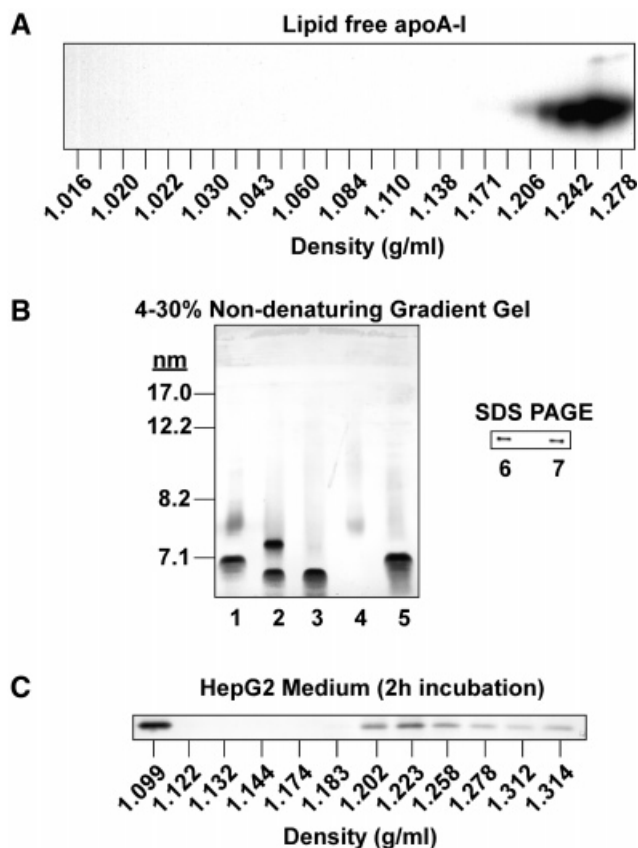 A
Lipid free apoA-I
1.016 1.020 1.022 1.030 1.043 1.060 1.084 1.110 1.138 1.171 1.206 1.242 1.278
Density (g/ml)
B
4-30% Non-denaturing Gradient Gel
nm
17.0
12.2
8.2
7.1
1 2 3 4 5
SDS PAGE
6 7
C
HepG2 Medium (2h incubation)
1.099 1.122 1.132 1.144 1.174 1.183 1.202 1.223 1.258 1.278 1.312 1.314
Density (g/ml)